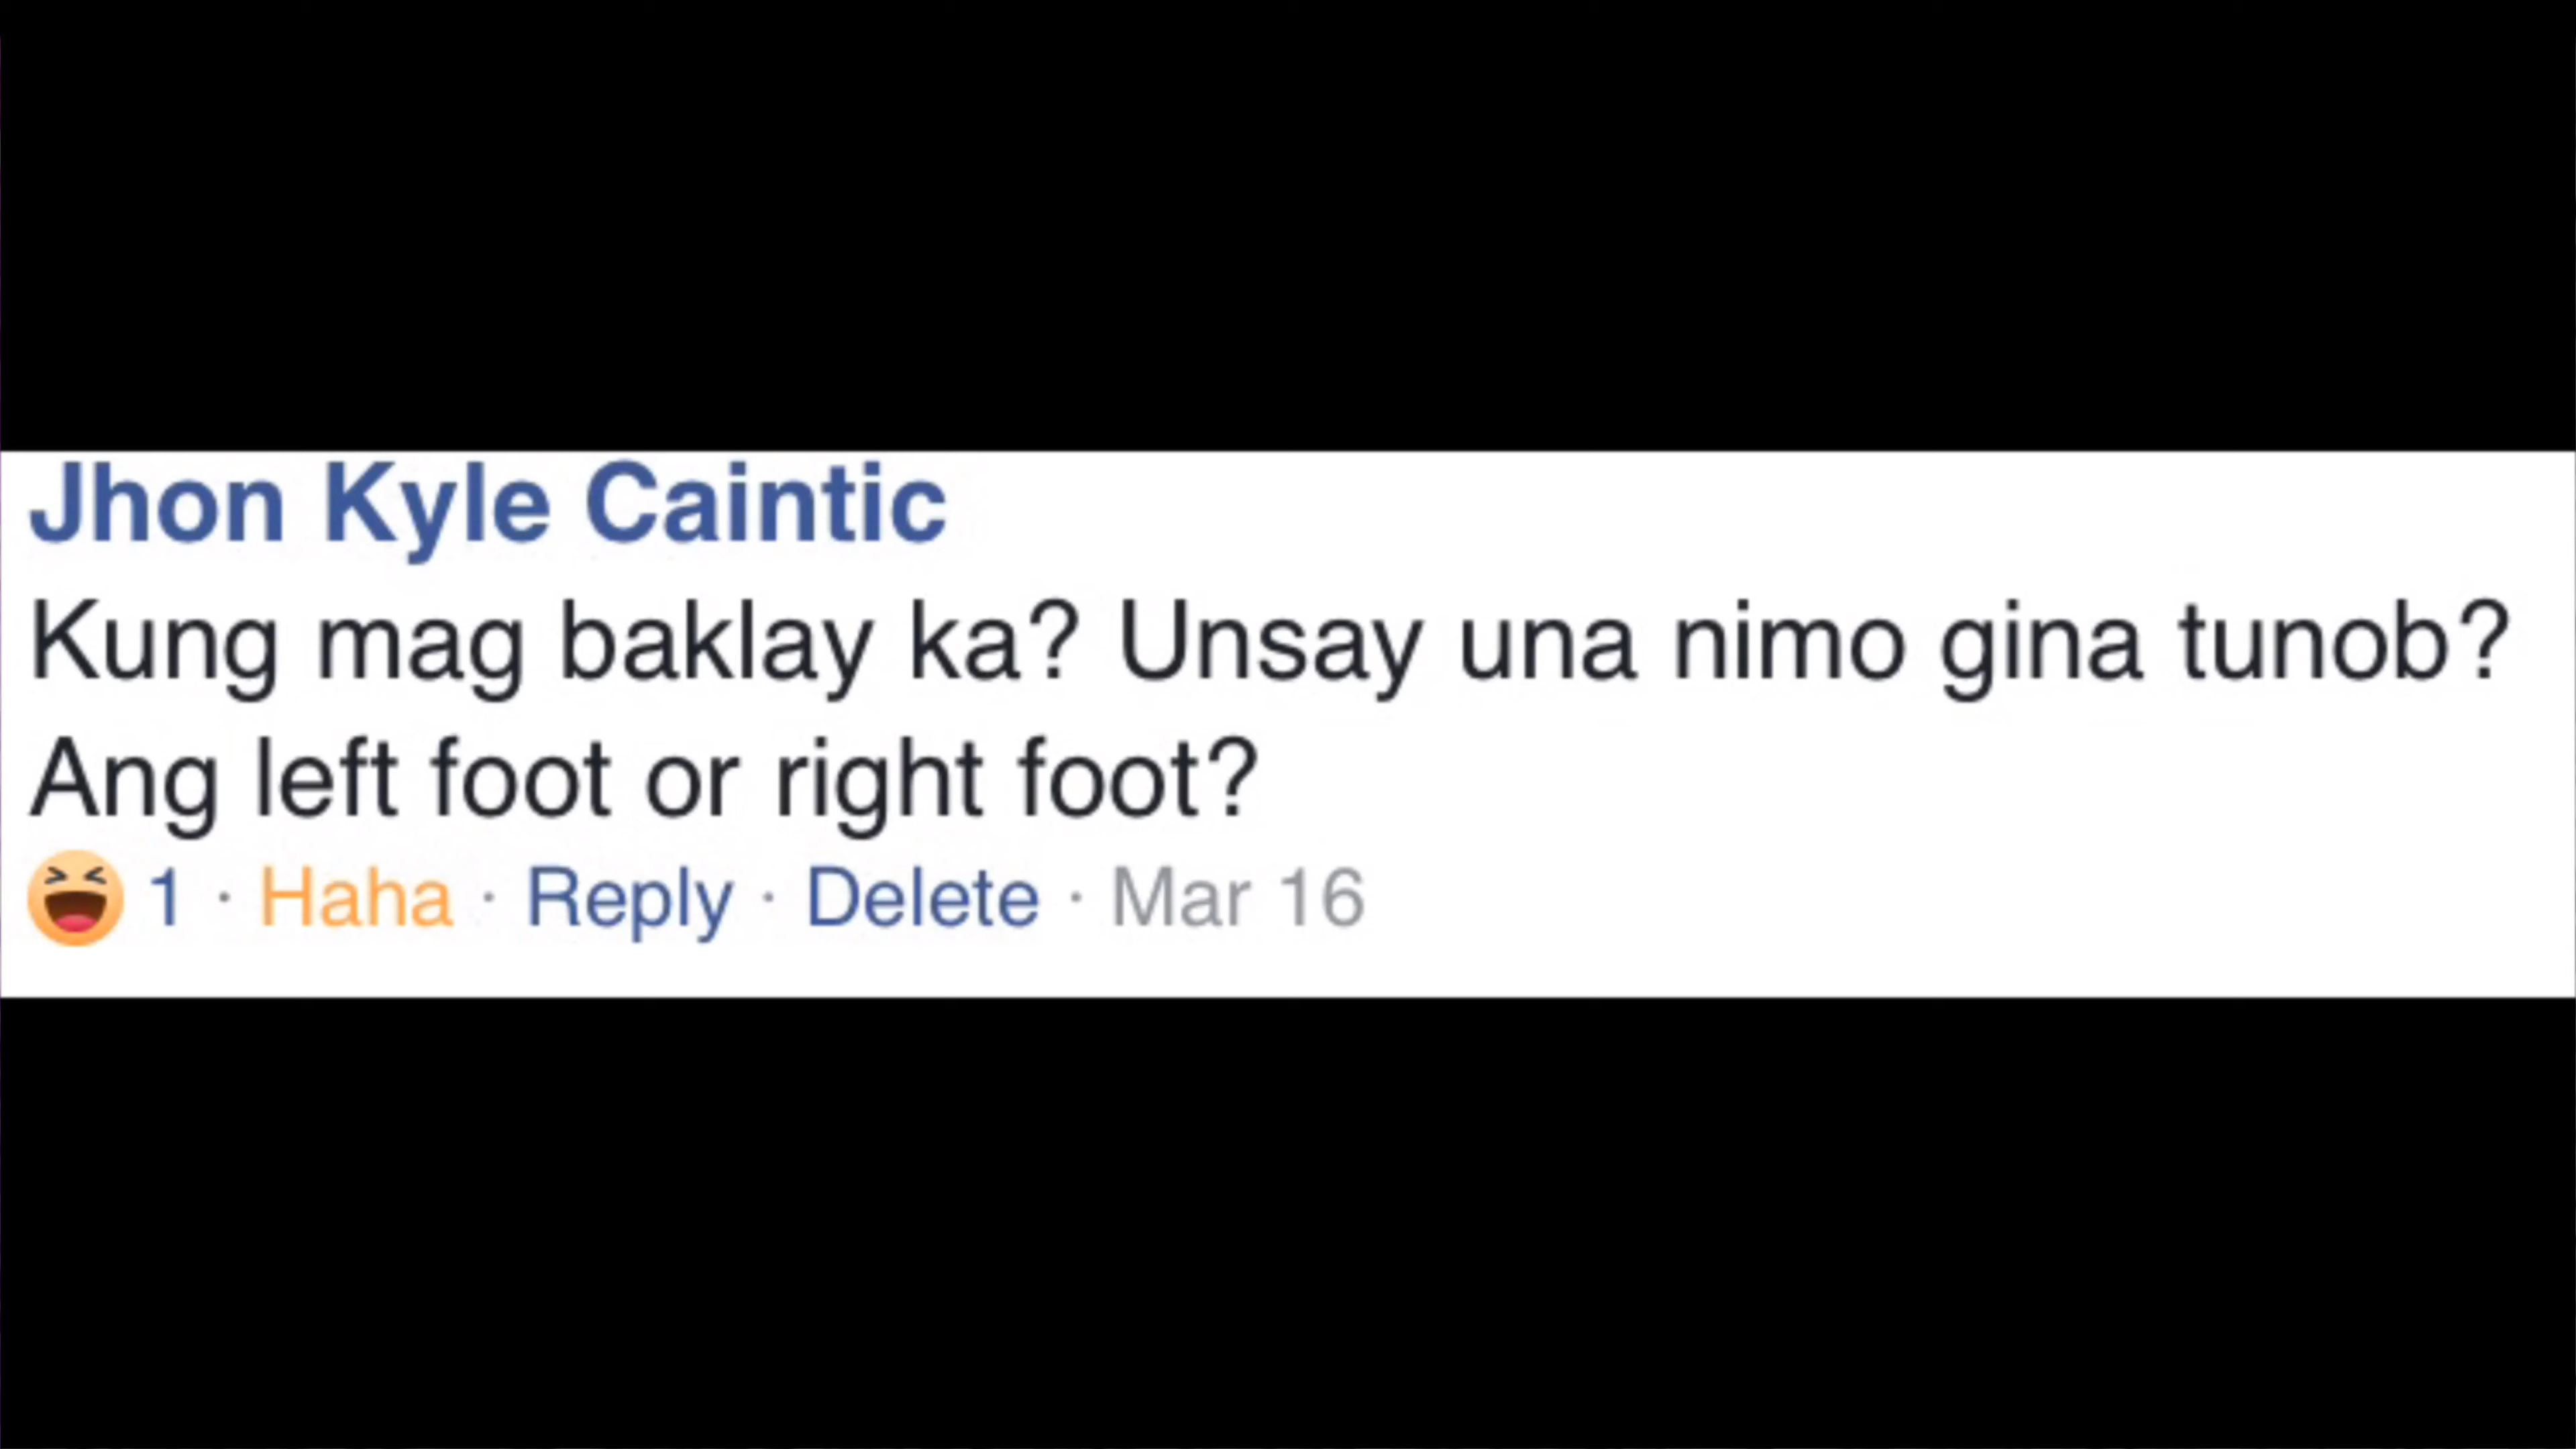 Jhon Kyle Caintic
Kung mag baklay ka? Unsay una nimo gina tunob?
Ang left foot or right foot?
1 · Haha · Reply · Delete · Mar 16